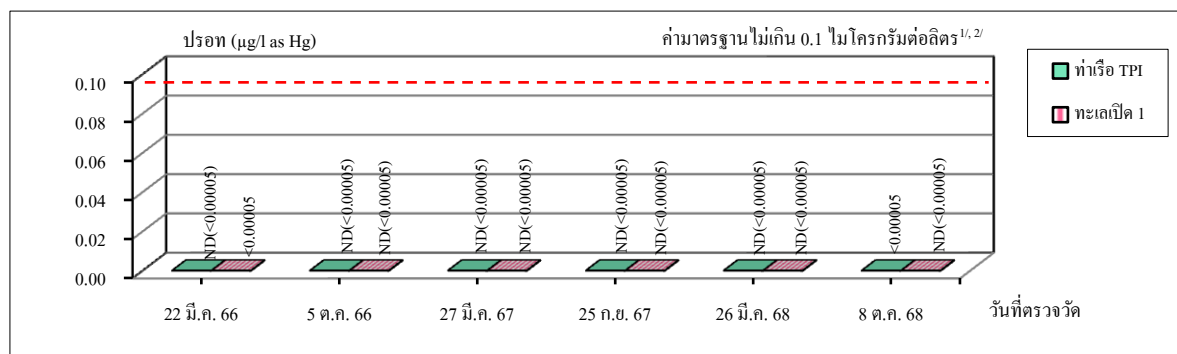 ปรอท (µg/l as Hg)
ค่ามาตรฐานไม่เกิน 0.1 ไมโครกรัมต่อลิตร1/, 2/
ท่าเรือ TPI
ทะเลเปิด 1
0.10
0.08
0.06
0.04
0.02
0.00
ND(<0.00005)
<0.00005
ND(<0.00005)
ND(<0.00005)
ND(<0.00005)
ND(<0.00005)
ND(<0.00005)
ND(<0.00005)
ND(<0.00005)
ND(<0.00005)
<0.00005
ND(<0.00005)
22 มี.ค. 66
5 ต.ค. 66
27 มี.ค. 67
25 ก.ย. 67
26 มี.ค. 68
8 ต.ค. 68
วันที่ตรวจวัด